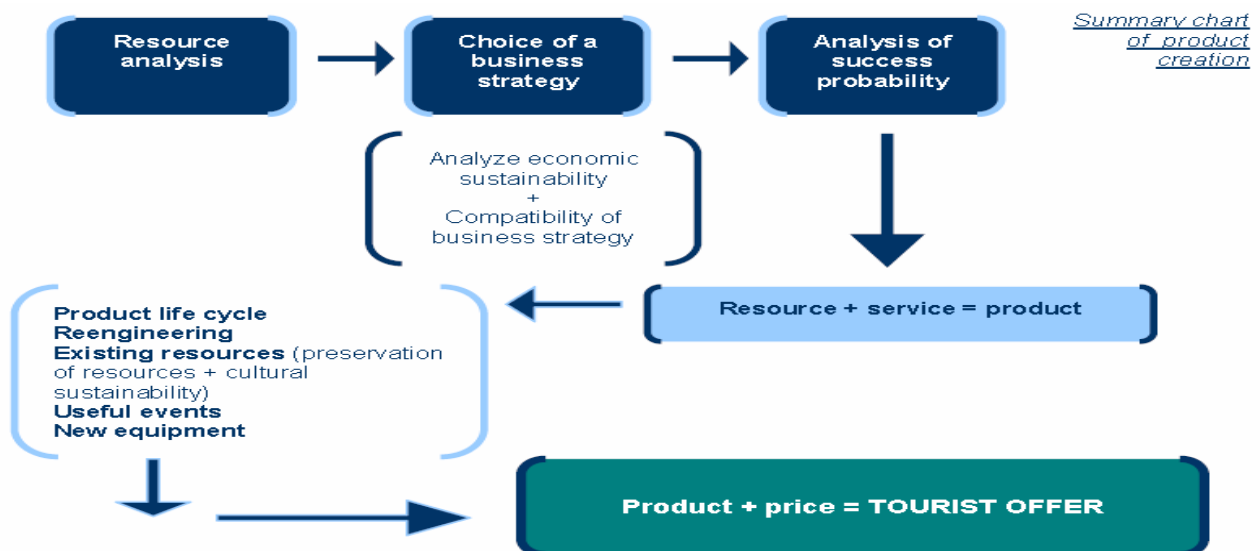 Resource
analysis
Choice of a
business
strategy
Analysis of
success
probability
Summary chart
of product
creation
Analyze economic
sustainability
+
Compatibility of
business strategy
Resource + service = product
Product life cycle
Reengineering
Existing resources (preservation
of resources + cultural
sustainability)
Useful events
New equipment
Product + price = TOURIST OFFER